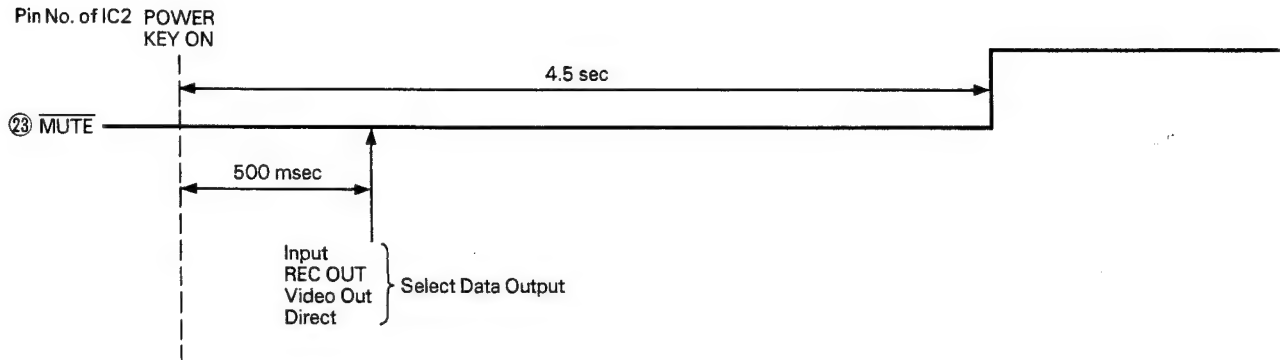 Pin No. of IC2 POWER
KEY ON
4.5 sec
㉓ M̅U̅T̅E̅
500 msec
Input
REC OUT
Video Out
Direct
Select Data Output